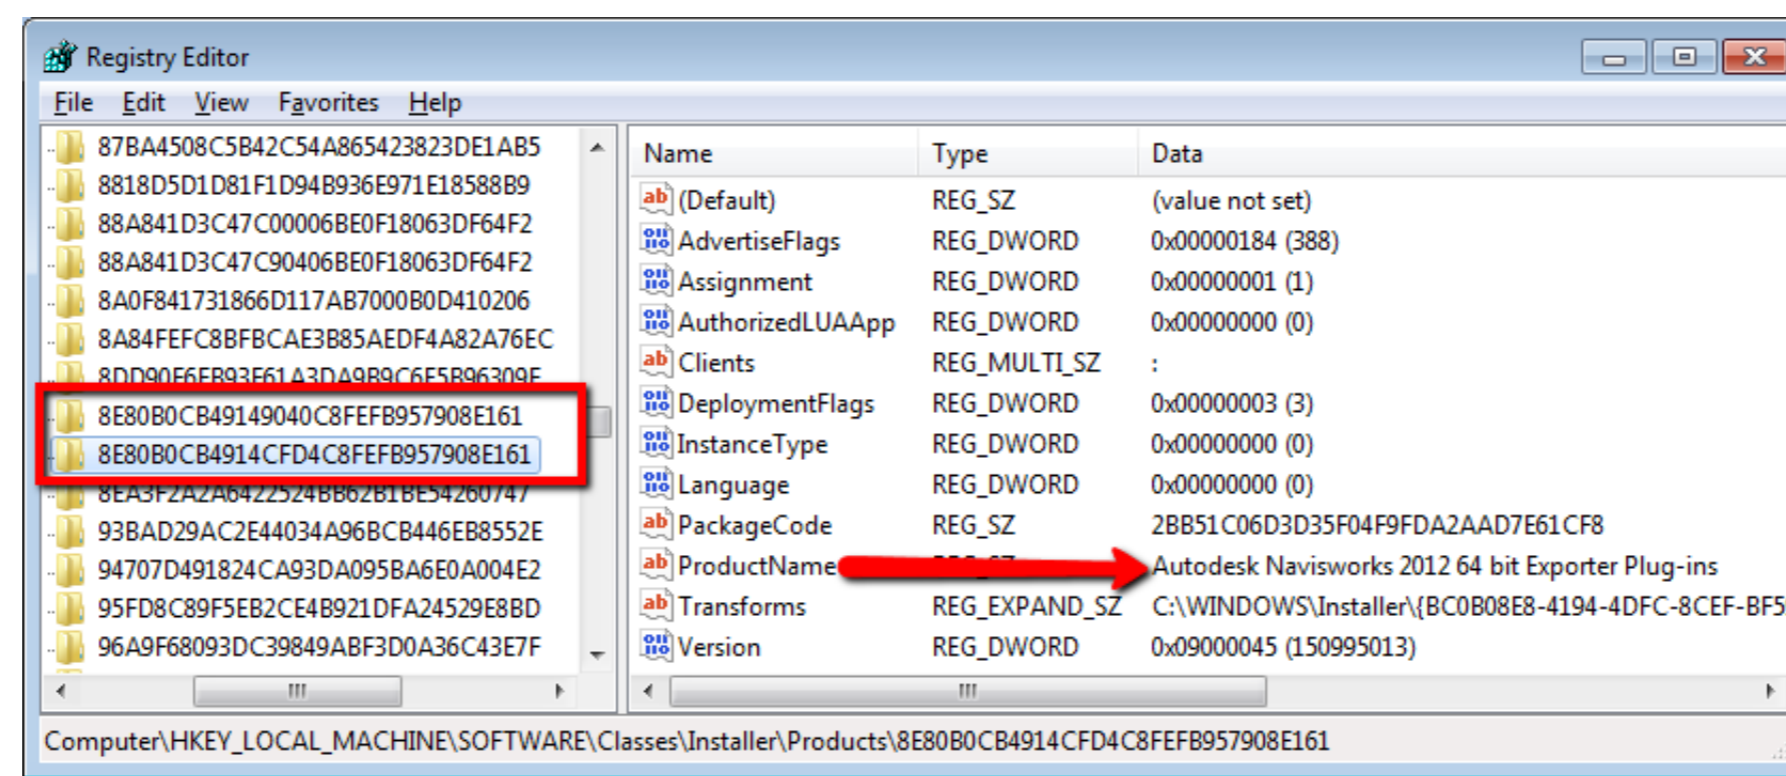 Registry Editor
File Edit View Favorites Help
87BA4508C5B42C54A865423823DE1AB5
8818D5D1D81F1D94B936E971E18588B9
88A841D3C47C00006BE0F18063DF64F2
88A841D3C47C90406BE0F18063DF64F2
8A0F841731866D117AB7000B0D410206
8A84FEFC8BFBCAE3B85AEDF4A82A76EC
8DD90F6FB93F61A3DA9B9C6F5B96309F
8E80B0CB49149040C8FEFB957908E161
8E80B0CB4914CFD4C8FEFB957908E161
8EA3F2A2A6422524BB62B1BE54260747
93BAD29AC2E44034A96BCB446EB8552E
94707D491824CA93DA095BA6E0A004E2
95FD8C89F5EB2CE4B921DFA24529E8BD
96A9F68093DC39849ABF3D0A36C43E7F
Name Type Data
(Default) REG_SZ (value not set)
AdvertiseFlags REG_DWORD 0x00000184 (388)
Assignment REG_DWORD 0x00000001 (1)
AuthorizedLUAApp REG_DWORD 0x00000000 (0)
Clients REG_MULTI_SZ :
DeploymentFlags REG_DWORD 0x00000003 (3)
InstanceType REG_DWORD 0x00000000 (0)
Language REG_DWORD 0x00000000 (0)
PackageCode REG_SZ 2BB51C06D3D35F04F9FDA2AAD7E61CF8
ProductName Autodesk Navisworks 2012 64 bit Exporter Plug-ins
Transforms REG_EXPAND_SZ C:\WINDOWS\Installer\{BC0B08E8-4194-4DFC-8CEF-BF5
Version REG_DWORD 0x09000045 (150995013)
Computer\HKEY_LOCAL_MACHINE\SOFTWARE\Classes\Installer\Products\8E80B0CB4914CFD4C8FEFB957908E161